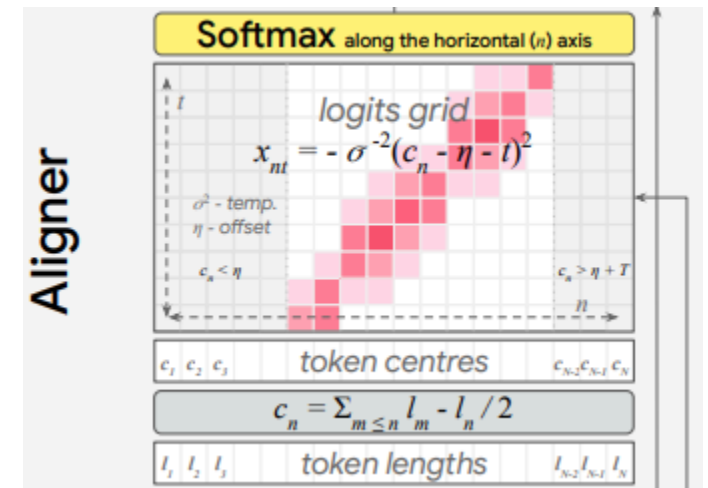 Softmax along the horizontal (n) axis
t
logits grid
x_nt = - σ^-2(c_n - η - t)^2
σ² - temp.
η - offset
c_n < η
c_n > η + T
n
Aligner
c_1 c_2 c_3 token centres c_N-2 c_N-1 c_N
c_n = Σ_m≤n l_m - l_n / 2
l_1 l_2 l_3 token lengths l_N-2 l_N-1 l_N